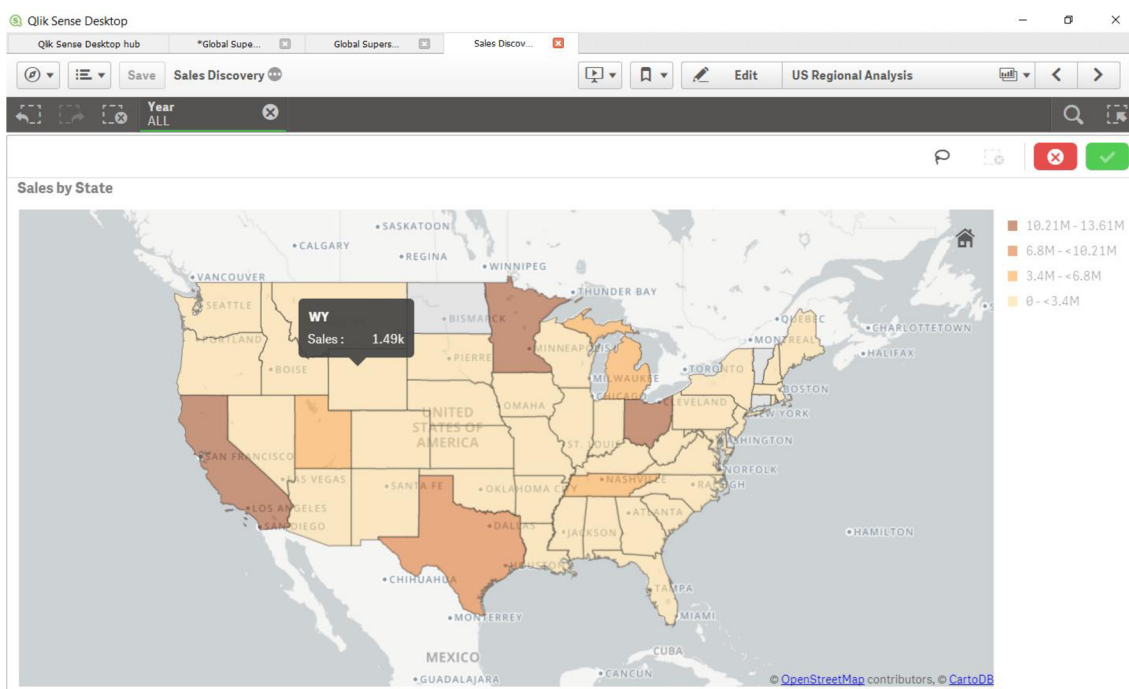 Qlik Sense Desktop
Qlik Sense Desktop hub
*Global Supe...
Global Supers...
Sales Discov...
Save
Sales Discovery
Edit
US Regional Analysis
Year
ALL
Sales by State
10.21M - 13.61M
6.8M - <10.21M
3.4M - <6.8M
0 - <3.4M
SASKATOON
CALGARY
REGINA
WINNIPEG
VANCOUVER
THUNDER BAY
SEATTLE
WY
Sales : 1.49k
BISMARCK
QUEBEC
CHARLOTTETOWN
PORTLAND
MONTREAL
MINNEAPOLIS
HALIFAX
PIERRE
BOISE
TORONTO
MILWAUKEE
BOSTON
CHICAGO
CLEVELAND
OMAHA
NEW YORK
UNITED
STATES OF
AMERICA
ST. LOUIS
WASHINGTON
SAN FRANCISCO
NORFOLK
LAS VEGAS
NASHVILLE
SANTA FE
OKLAHOMA CITY
RALEIGH
LOS ANGELES
ATLANTA
SAN DIEGO
DALLAS
JACKSON
HAMILTON
HOUSTON
CHIHUAHUA
TAMPA
MONTERREY
MIAMI
MEXICO
CUBA
CANCUN
GUADALAJARA
© OpenStreetMap contributors, © CartoDB